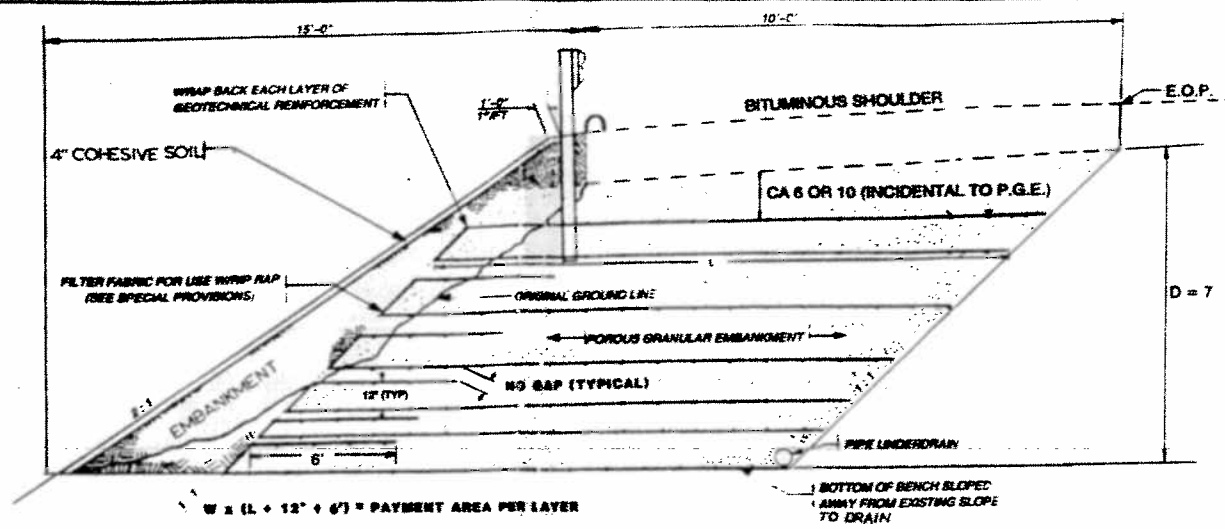 15'-0"
10'-0"
WRAP BACK EACH LAYER OF
GEOTECHNICAL REINFORCEMENT
1'-0"
1"/FT
BITUMINOUS SHOULDER
E.O.P.
4" COHESIVE SOIL
CA 6 OR 10 (INCIDENTAL TO P.G.E.)
L
FILTER FABRIC FOR USE W/RIP RAP
(SEE SPECIAL PROVISIONS)
ORIGINAL GROUND LINE
D = 7
POROUS GRANULAR EMBANKMENT
NO GAP (TYPICAL)
12" (TYP)
2:1
EMBANKMENT
1:1
6'
PIPE UNDERDRAIN
BOTTOM OF BENCH SLOPED
AWAY FROM EXISTING SLOPE
TO DRAIN
W x (L + 12" + 6') = PAYMENT AREA PER LAYER